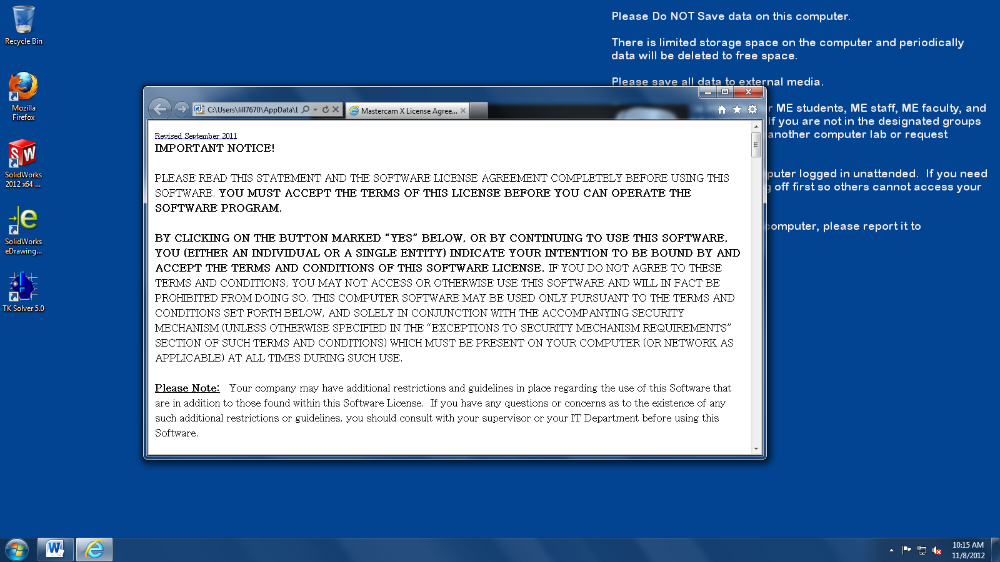 Recycle Bin
Mozilla
Firefox
SolidWorks
2012 x64 ...
SolidWorks
eDrawing...
TK Solver 5.0
Please Do NOT Save data on this computer.
There is limited storage space on the computer and periodically
data will be deleted to free space.
Please save all data to external media.
ME students, ME staff, ME faculty, and
If you are not in the designated groups
another computer lab or request
puter logged in unattended.  If you need
off first so others cannot access your
computer, please report it to
C:\Users\lill7670\AppData\L
Mastercam X License Agree...
Revised September 2011
IMPORTANT NOTICE!
PLEASE READ THIS STATEMENT AND THE SOFTWARE LICENSE AGREEMENT COMPLETELY BEFORE USING THIS
SOFTWARE. YOU MUST ACCEPT THE TERMS OF THIS LICENSE BEFORE YOU CAN OPERATE THE
SOFTWARE PROGRAM.
BY CLICKING ON THE BUTTON MARKED “YES” BELOW, OR BY CONTINUING TO USE THIS SOFTWARE,
YOU (EITHER AN INDIVIDUAL OR A SINGLE ENTITY) INDICATE YOUR INTENTION TO BE BOUND BY AND
ACCEPT THE TERMS AND CONDITIONS OF THIS SOFTWARE LICENSE. IF YOU DO NOT AGREE TO THESE
TERMS AND CONDITIONS, YOU MAY NOT ACCESS OR OTHERWISE USE THIS SOFTWARE AND WILL IN FACT BE
PROHIBITED FROM DOING SO. THIS COMPUTER SOFTWARE MAY BE USED ONLY PURSUANT TO THE TERMS AND
CONDITIONS SET FORTH BELOW, AND SOLELY IN CONJUNCTION WITH THE ACCOMPANYING SECURITY
MECHANISM (UNLESS OTHERWISE SPECIFIED IN THE “EXCEPTIONS TO SECURITY MECHANISM REQUIREMENTS”
SECTION OF SUCH TERMS AND CONDITIONS) WHICH MUST BE PRESENT ON YOUR COMPUTER (OR NETWORK AS
APPLICABLE) AT ALL TIMES DURING SUCH USE.
Please Note:   Your company may have additional restrictions and guidelines in place regarding the use of this Software that
are in addition to those found within this Software License.  If you have any questions or concerns as to the existence of any
such additional restrictions or guidelines, you should consult with your supervisor or your IT Department before using this
Software.
10:15 AM
11/8/2012